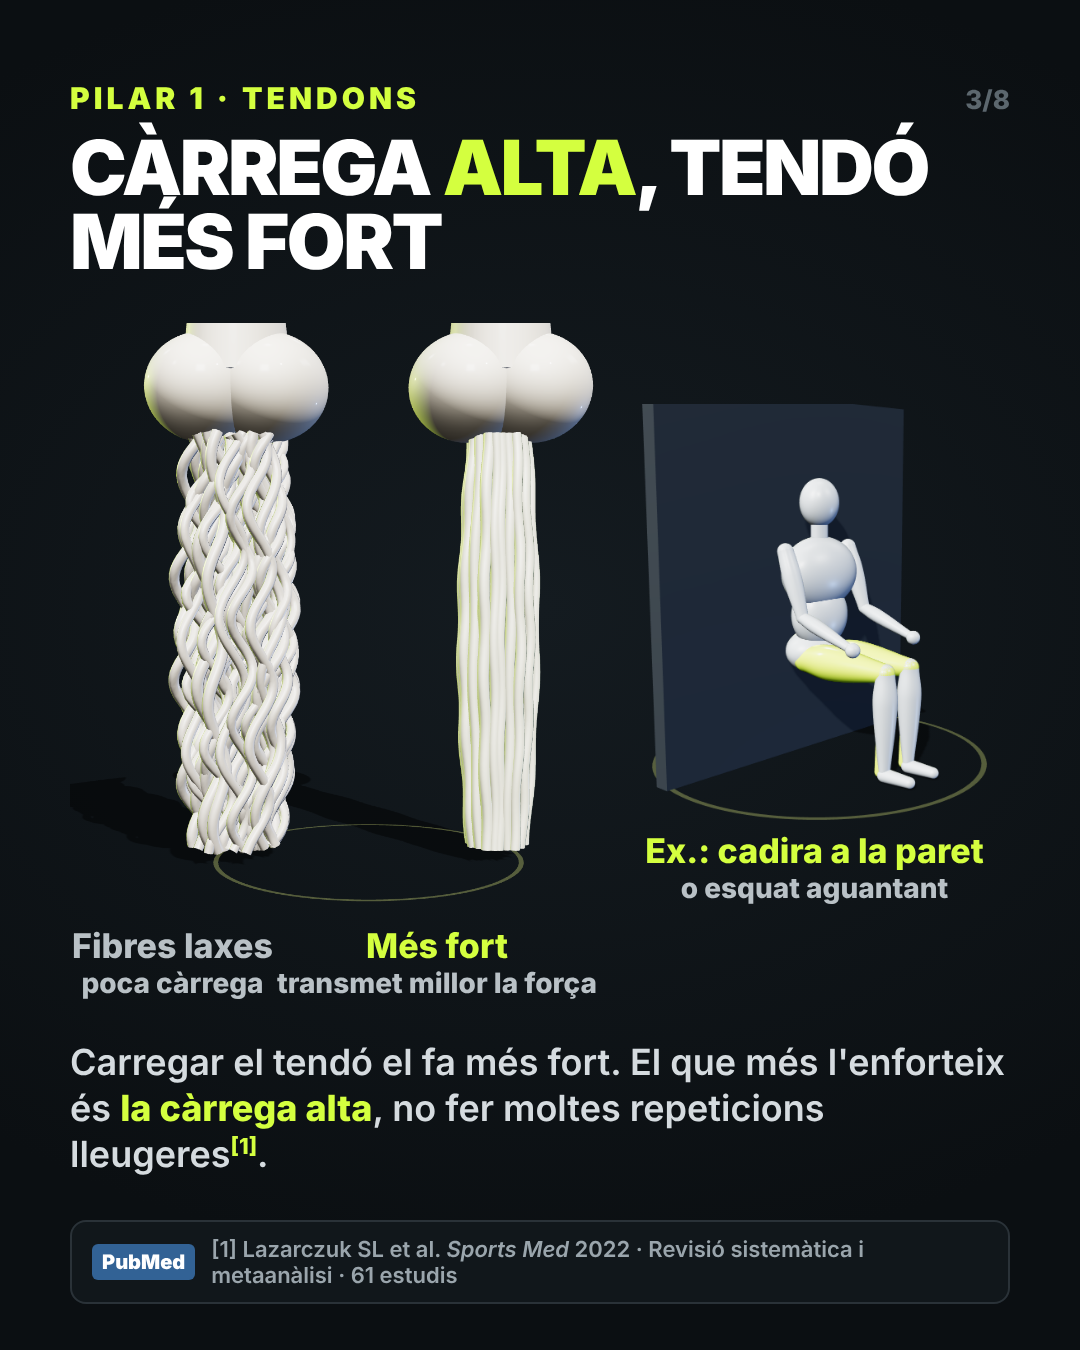 PILAR 1 · TENDONS
3/8
CÀRREGA ALTA, TENDÓ
MÉS FORT
Ex.: cadira a la paret
o esquat aguantant
Fibres laxes
poca càrrega
Més fort
transmet millor la força
Carregar el tendó el fa més fort. El que més l'enforteix
és la càrrega alta, no fer moltes repeticions
lleugeres[1].
PubMed
[1] Lazarczuk SL et al. Sports Med 2022 · Revisió sistemàtica i
metaanàlisi · 61 estudis